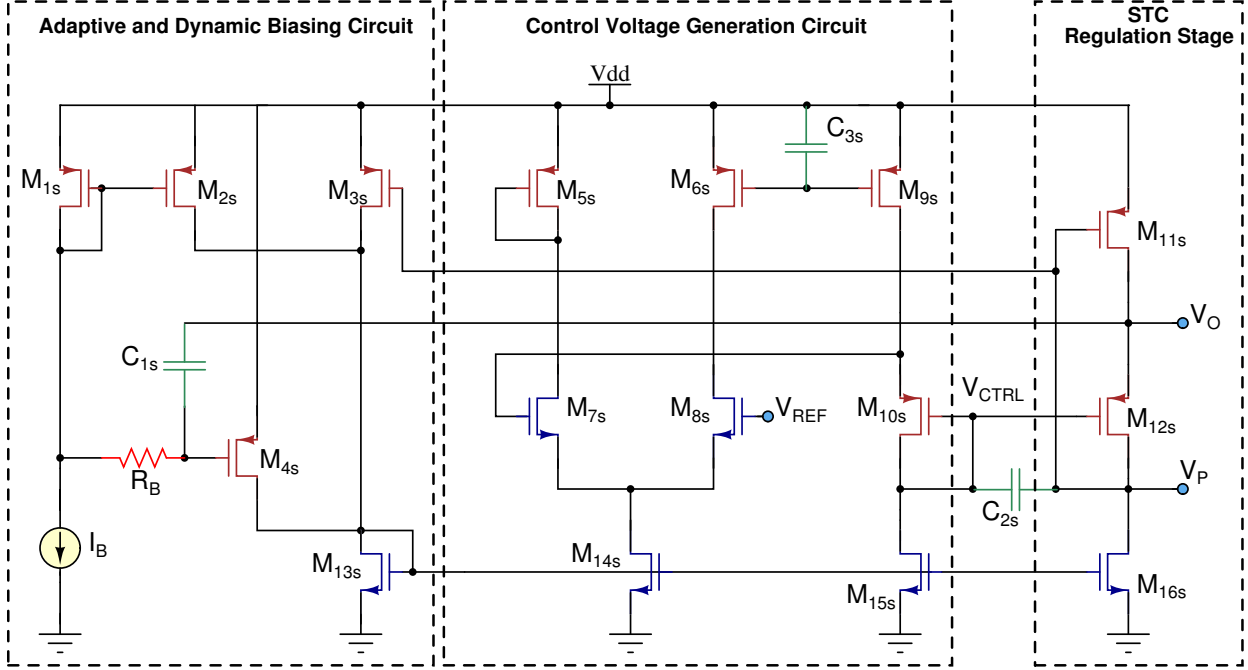 Adaptive and Dynamic Biasing Circuit
Control Voltage Generation Circuit
STC
Regulation Stage
Vdd
C3s
M1s
M2s
M3s
M5s
M6s
M9s
M11s
VO
C1s
VCTRL
M7s
M8s
VREF
M10s
M12s
RB
M4s
VP
C2s
IB
M13s
M14s
M15s
M16s